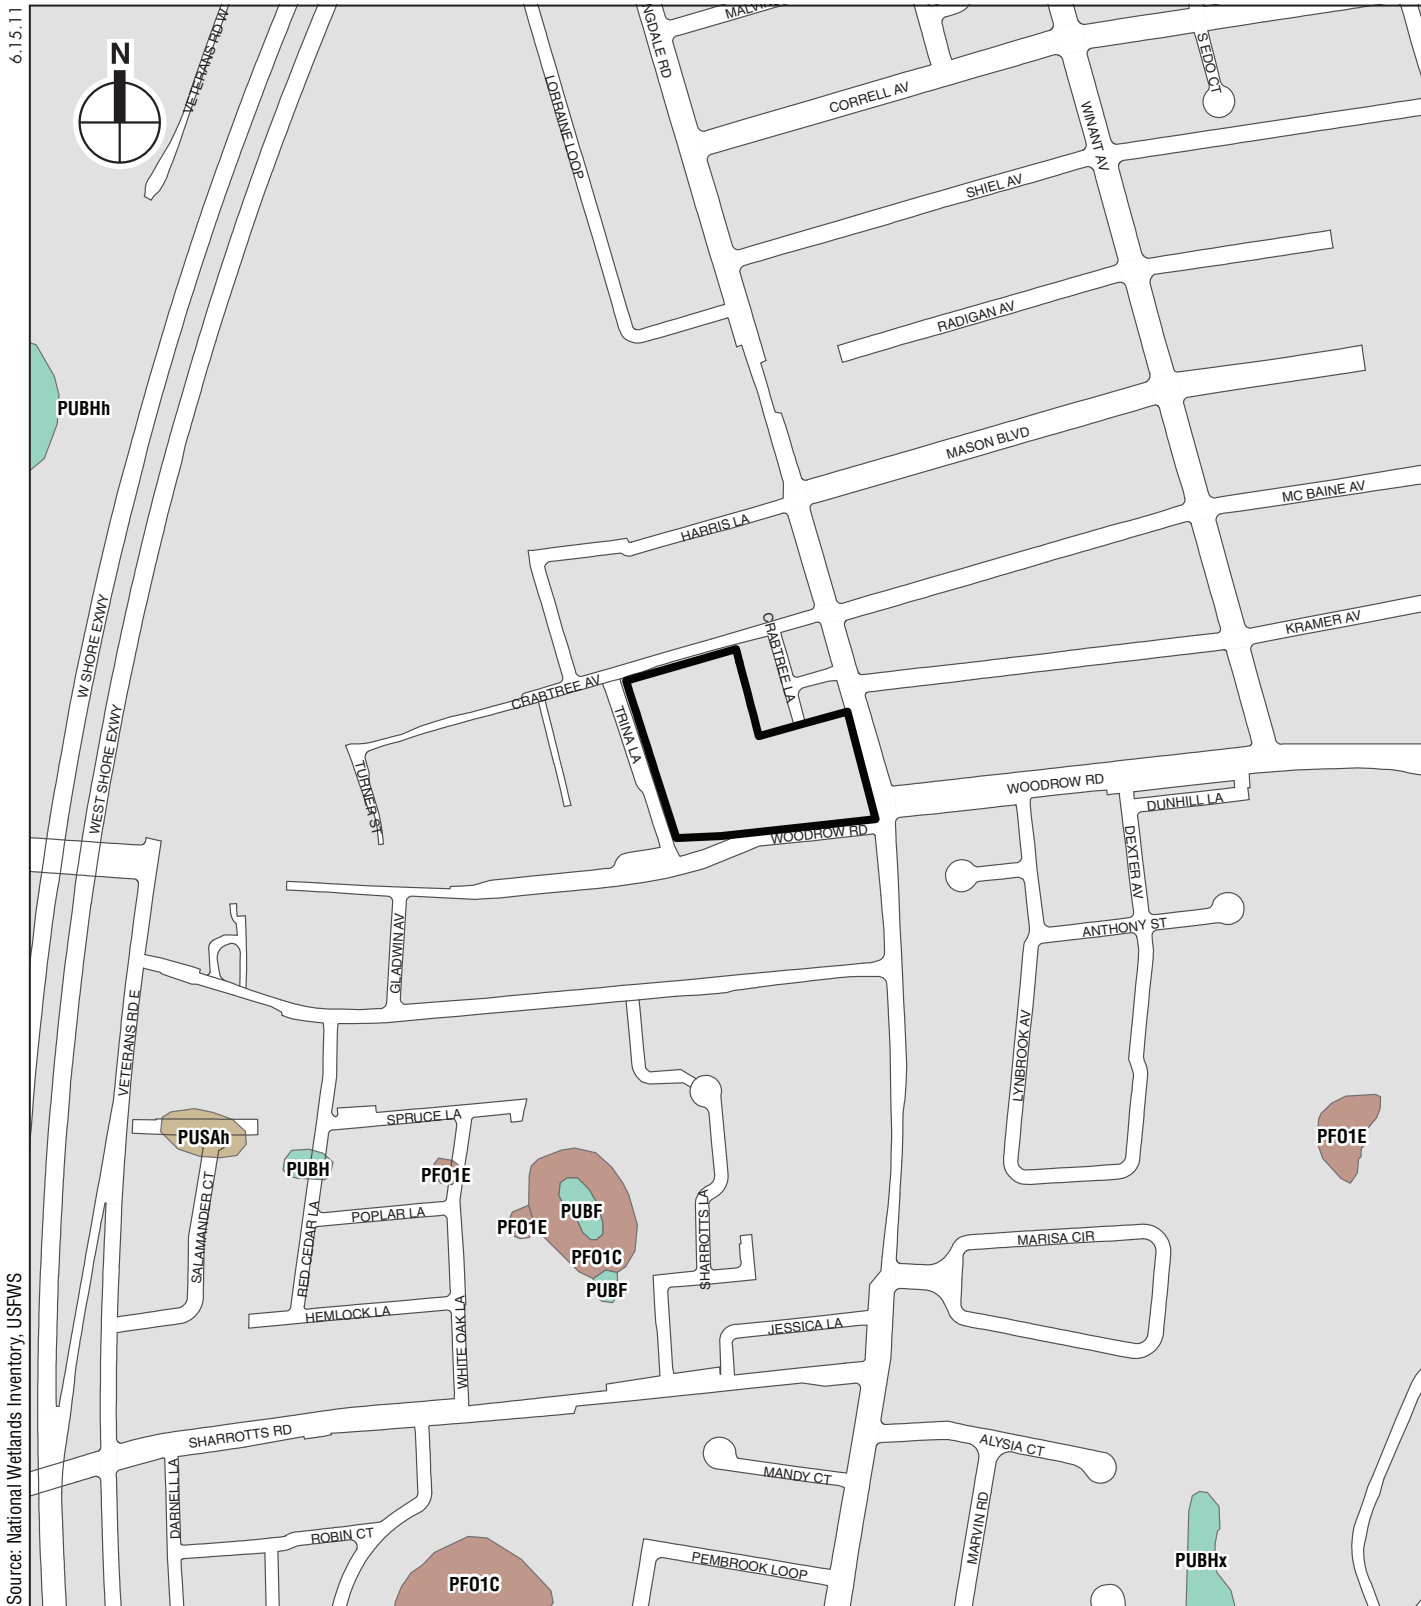 6.15.11
N
VETERANS RD W
LORRAINE LOOP
NGDALE RD
CORRELL AV
WINANT AV
S EDO CT
SHIEL AV
RADIGAN AV
PUBHh
MASON BLVD
MC BAINE AV
HARRIS LA
W SHORE EXWY
WEST SHORE EXWY
CRABTREE AV
CRABTREE LA
KRAMER AV
TRINA LA
TURNER ST
WOODROW RD
WOODROW RD
DUNHILL LA
DEXTER AV
ANTHONY ST
GLADWIN AV
VETERANS RD E
LYNBROOK AV
PUSAh
SPRUCE LA
PUBH
PFO1E
PFO1E
SALAMANDER CT
RED CEDAR LA
POPLAR LA
PFO1E
PUBF
PFO1C
PUBF
SHARROTTS LA
MARISA CIR
HEMLOCK LA
WHITE OAK LA
JESSICA LA
SHARROTTS RD
ALYSIA CT
MANDY CT
DARNELL LA
ROBIN CT
MARVIN RD
PEMBROOK LOOP
PFO1C
PUBHx
Source: National Wetlands Inventory, USFWS